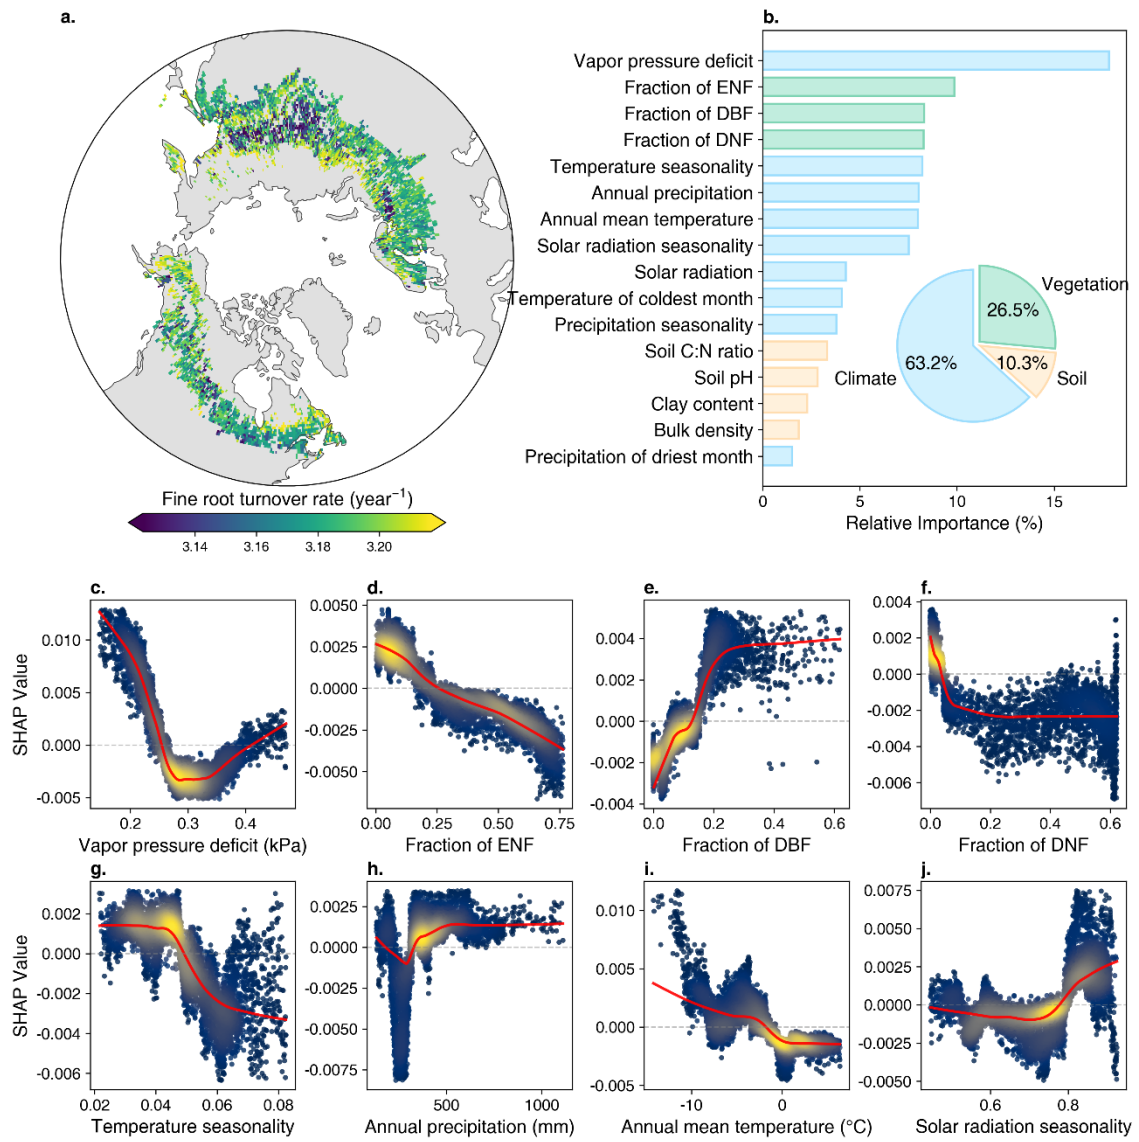 a.
Fine root turnover rate (year⁻¹)
3.14 3.16 3.18 3.20
b.
Vapor pressure deficit
Fraction of ENF
Fraction of DBF
Fraction of DNF
Temperature seasonality
Annual precipitation
Annual mean temperature
Solar radiation seasonality
Solar radiation
Temperature of coldest month
Precipitation seasonality
Soil C:N ratio
Soil pH
Clay content
Bulk density
Precipitation of driest month
0 5 10 15
Relative Importance (%)
Vegetation
26.5%
Climate
63.2%
10.3%
Soil
c.
SHAP Value
0.010
0.005
0.000
-0.005
0.2 0.3 0.4
Vapor pressure deficit (kPa)
d.
0.0050
0.0025
0.0000
-0.0025
-0.0050
0.00 0.25 0.50 0.75
Fraction of ENF
e.
0.004
0.002
0.000
-0.002
-0.004
0.0 0.2 0.4 0.6
Fraction of DBF
f.
0.004
0.002
0.000
-0.002
-0.004
-0.006
0.0 0.1 0.2 0.3 0.4 0.5 0.6
Fraction of DNF
g.
SHAP Value
0.002
0.000
-0.002
-0.004
-0.006
0.02 0.04 0.06 0.08
Temperature seasonality
h.
0.0025
0.0000
-0.0025
-0.0050
-0.0075
500 1000
Annual precipitation (mm)
i.
0.010
0.005
0.000
-0.005
-10 0
Annual mean temperature (°C)
j.
0.0075
0.0050
0.0025
0.0000
-0.0025
-0.0050
0.6 0.8
Solar radiation seasonality